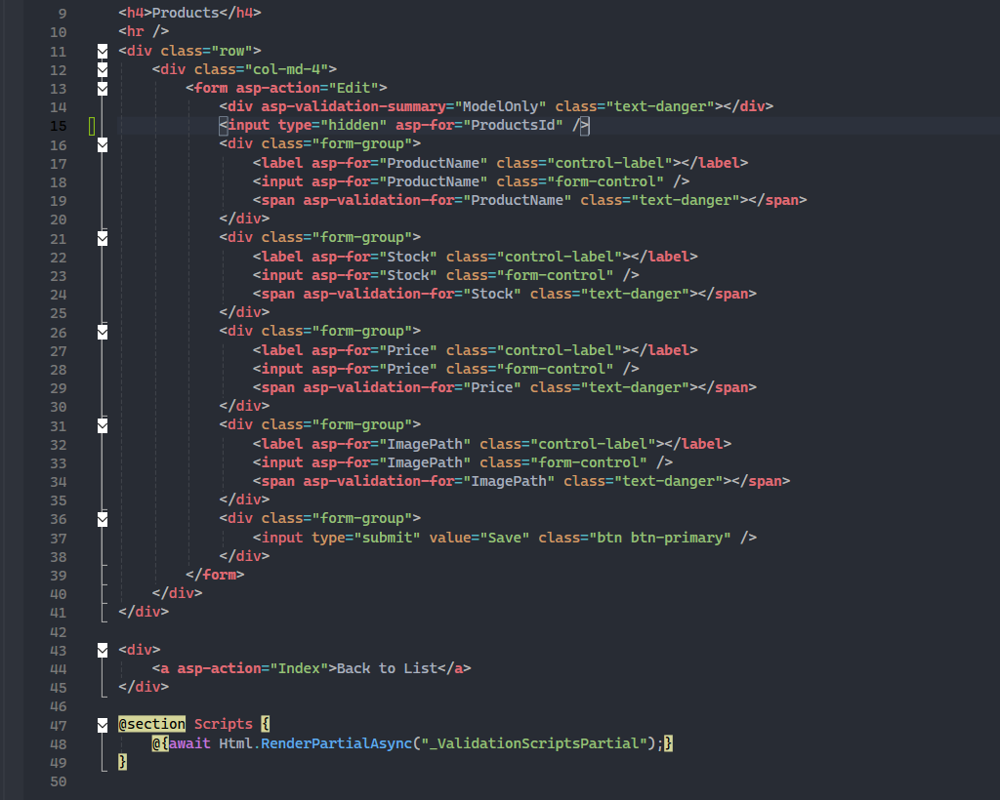 9 <h4>Products</h4>
10 <hr />
11 <div class="row">
12 <div class="col-md-4">
13 <form asp-action="Edit">
14 <div asp-validation-summary="ModelOnly" class="text-danger"></div>
15 <input type="hidden" asp-for="ProductsId" />
16 <div class="form-group">
17 <label asp-for="ProductName" class="control-label"></label>
18 <input asp-for="ProductName" class="form-control" />
19 <span asp-validation-for="ProductName" class="text-danger"></span>
20 </div>
21 <div class="form-group">
22 <label asp-for="Stock" class="control-label"></label>
23 <input asp-for="Stock" class="form-control" />
24 <span asp-validation-for="Stock" class="text-danger"></span>
25 </div>
26 <div class="form-group">
27 <label asp-for="Price" class="control-label"></label>
28 <input asp-for="Price" class="form-control" />
29 <span asp-validation-for="Price" class="text-danger"></span>
30 </div>
31 <div class="form-group">
32 <label asp-for="ImagePath" class="control-label"></label>
33 <input asp-for="ImagePath" class="form-control" />
34 <span asp-validation-for="ImagePath" class="text-danger"></span>
35 </div>
36 <div class="form-group">
37 <input type="submit" value="Save" class="btn btn-primary" />
38 </div>
39 </form>
40 </div>
41 </div>
42
43 <div>
44 <a asp-action="Index">Back to List</a>
45 </div>
46
47 @section Scripts {
48 @{await Html.RenderPartialAsync("_ValidationScriptsPartial");}
49 }
50